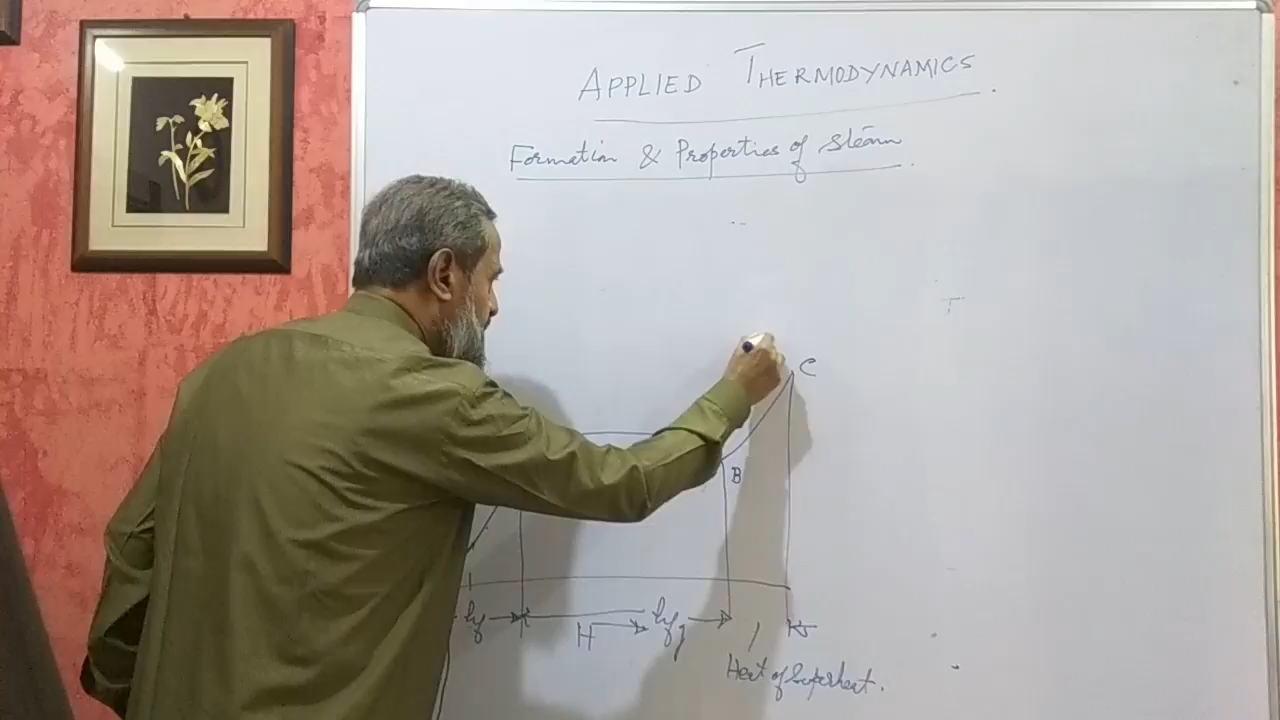 APPLIED THERMODYNAMICS.
Formation & Properties of Steam.
T
C
B
hf
H
hfg
Heat of Superheat.